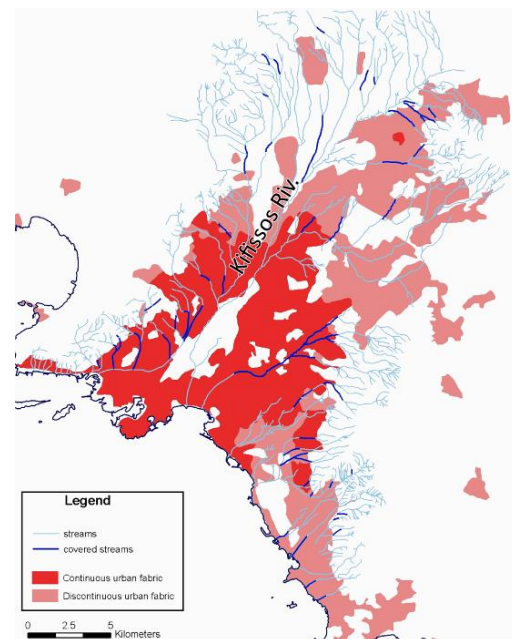 Kifissos Riv.
Legend
streams
covered streams
Continuous urban fabric
Discontinuous urban fabric
0 2.5 5
Kilometers